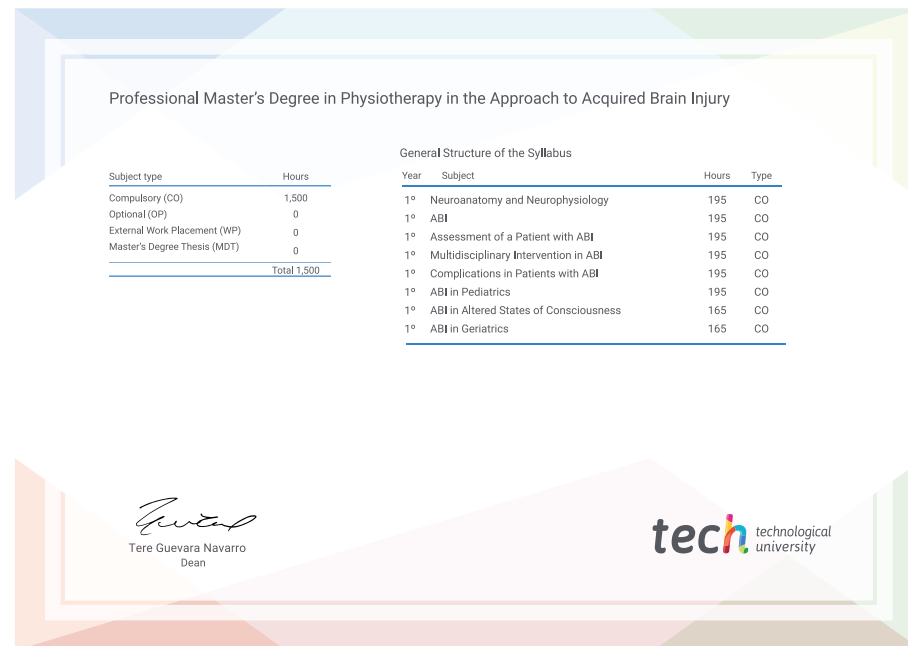 Professional Master's Degree in Physiotherapy in the Approach to Acquired Brain Injury
General Structure of the Syllabus
Subject type Hours
Compulsory (CO) 1,500
Optional (OP) 0
External Work Placement (WP) 0
Master's Degree Thesis (MDT) 0
Total 1,500
Year Subject Hours Type
1º Neuroanatomy and Neurophysiology 195 CO
1º ABI 195 CO
1º Assessment of a Patient with ABI 195 CO
1º Multidisciplinary Intervention in ABI 195 CO
1º Complications in Patients with ABI 195 CO
1º ABI in Pediatrics 195 CO
1º ABI in Altered States of Consciousness 165 CO
1º ABI in Geriatrics 165 CO
Tere Guevara Navarro
Dean
tech technological
university